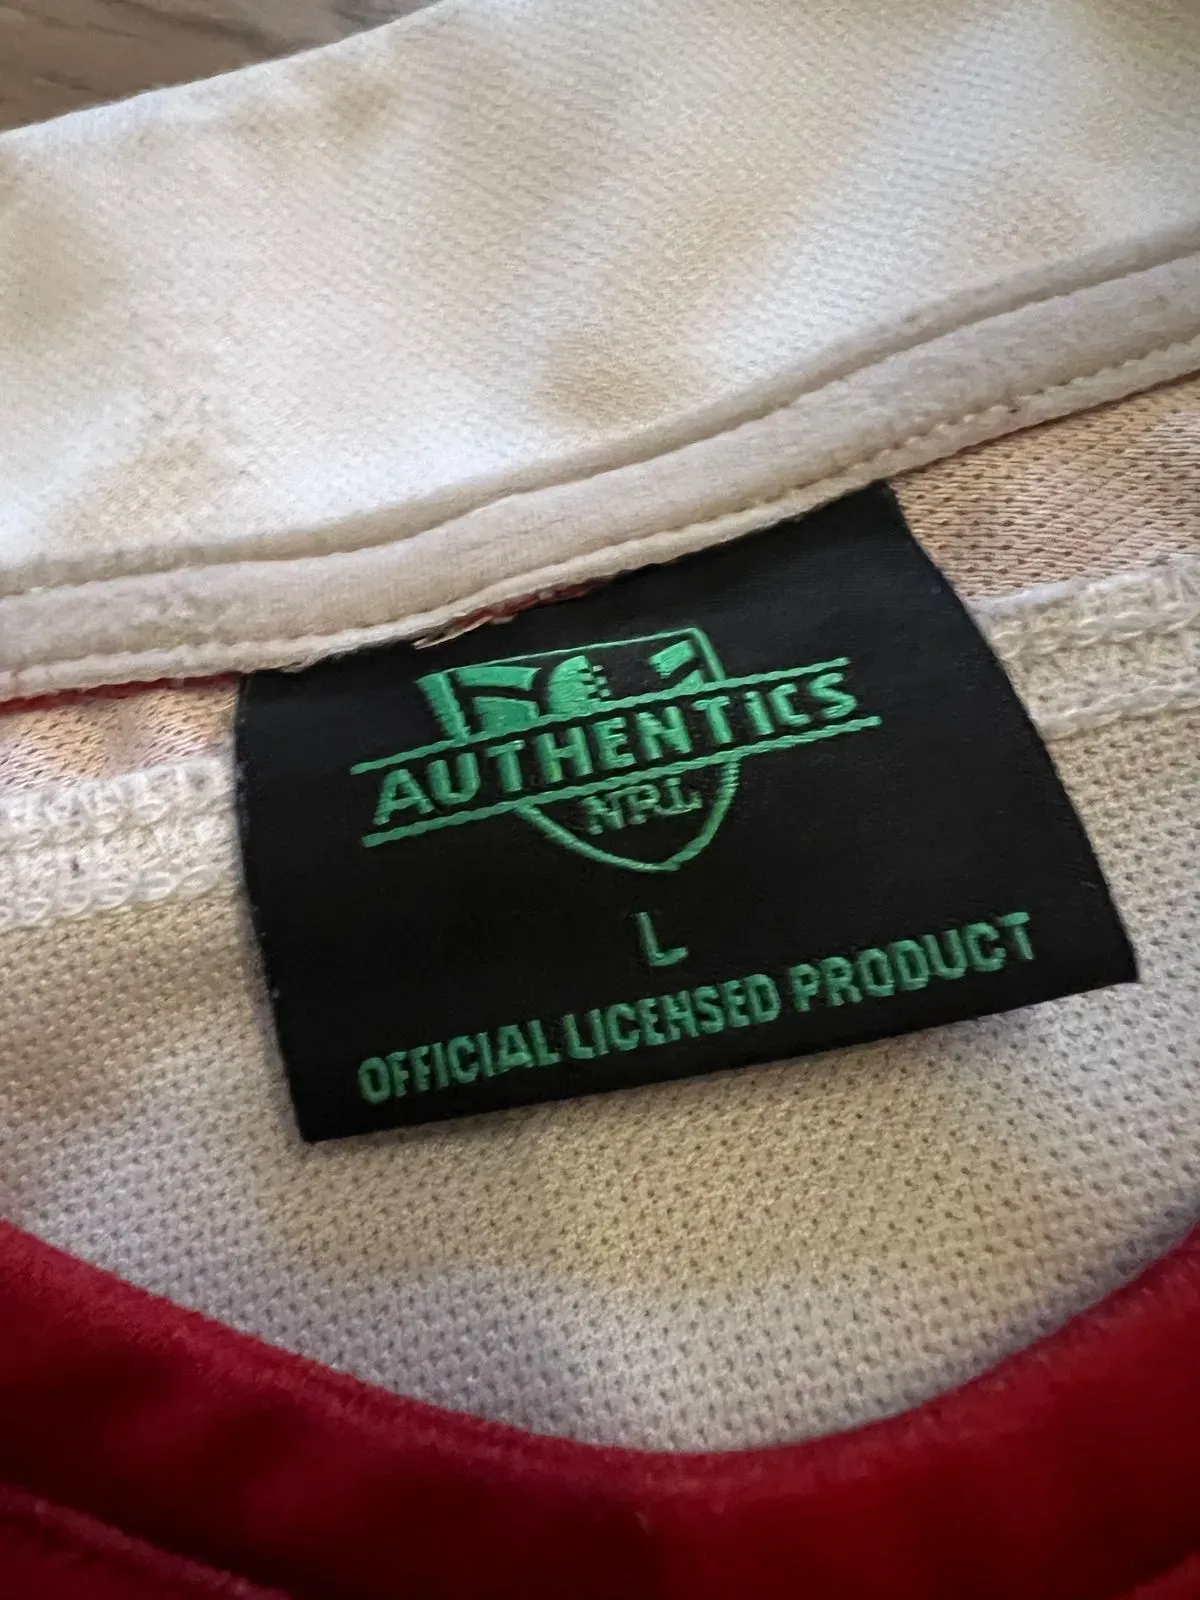 AUTHENTICS
NRL
L
OFFICIAL LICENSED PRODUCT